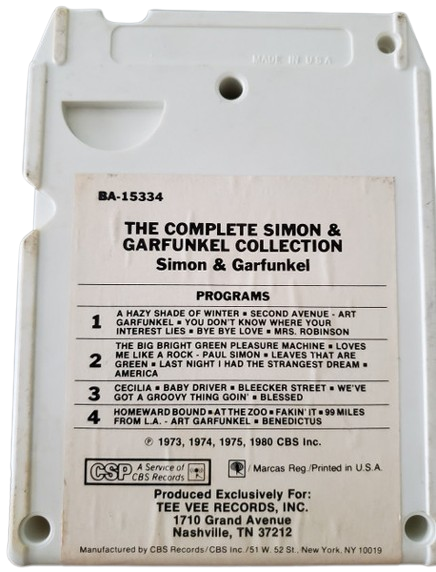 MADE IN U.S.A.
BA-15334
THE COMPLETE SIMON &
GARFUNKEL COLLECTION
Simon & Garfunkel
PROGRAMS
1 A HAZY SHADE OF WINTER ▪ SECOND AVENUE - ART
GARFUNKEL ▪ YOU DON'T KNOW WHERE YOUR
INTEREST LIES ▪ BYE BYE LOVE ▪ MRS. ROBINSON
2 THE BIG BRIGHT GREEN PLEASURE MACHINE ▪ LOVES
ME LIKE A ROCK - PAUL SIMON ▪ LEAVES THAT ARE
GREEN ▪ LAST NIGHT I HAD THE STRANGEST DREAM ▪
AMERICA
3 CECILIA ▪ BABY DRIVER ▪ BLEECKER STREET ▪ WE'VE
GOT A GROOVY THING GOIN' ▪ BLESSED
4 HOMEWARD BOUND ▪ AT THE ZOO ▪ FAKIN' IT ▪ 99 MILES
FROM L.A. - ART GARFUNKEL ▪ BENEDICTUS
℗ 1973, 1974, 1975, 1980 CBS Inc.
CSP A Service of CBS Records / Marcas Reg./Printed in U.S.A.
Produced Exclusively For:
TEE VEE RECORDS, INC.
1710 Grand Avenue
Nashville, TN 37212
Manufactured by CBS Records/CBS Inc./51 W. 52 St., New York, NY 10019